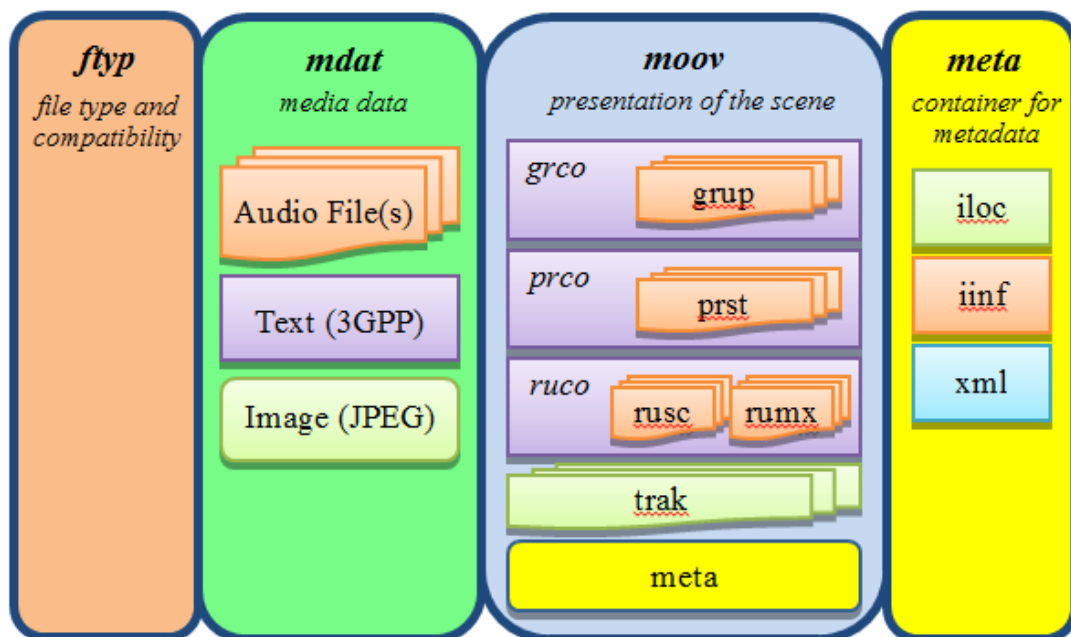 ftyp
file type and
compatibility
mdat
media data
Audio File(s)
Text (3GPP)
Image (JPEG)
moov
presentation of the scene
grco
grup
prco
prst
ruco
rusc
rumx
trak
meta
meta
container for
metadata
iloc
iinf
xml